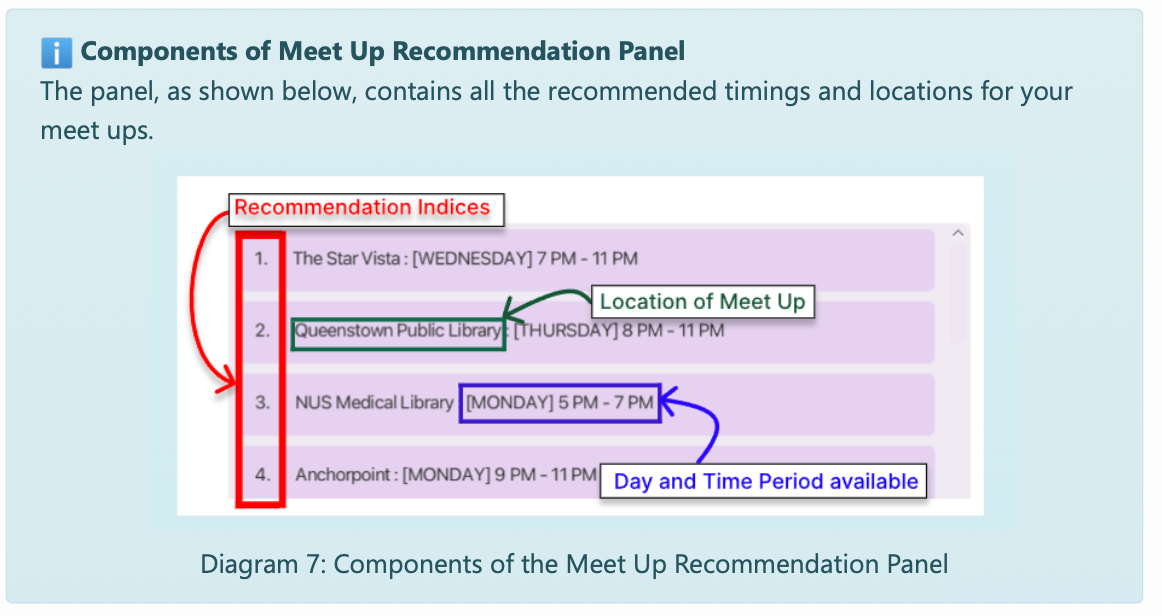 Components of Meet Up Recommendation Panel
The panel, as shown below, contains all the recommended timings and locations for your
meet ups.
Recommendation Indices
1. The Star Vista : [WEDNESDAY] 7 PM - 11 PM
Location of Meet Up
2. Queenstown Public Library : [THURSDAY] 8 PM - 11 PM
3. NUS Medical Library [MONDAY] 5 PM - 7 PM
4. Anchorpoint : [MONDAY] 9 PM - 11 PM
Day and Time Period available
Diagram 7: Components of the Meet Up Recommendation Panel